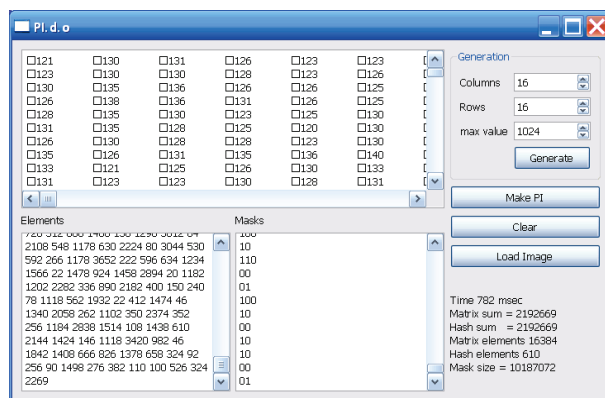 PI. d. o
□121 □130 □131 □126 □123 □123
□123 □130 □130 □128 □123 □126
□130 □135 □136 □126 □126 □125
□126 □138 □136 □131 □126 □125
□128 □135 □130 □123 □125 □130
□131 □135 □128 □125 □120 □130
□126 □130 □128 □128 □123 □130
□135 □126 □131 □135 □136 □140
□133 □121 □125 □126 □130 □133
□131 □123 □123 □130 □128 □131
Generation
Columns 16
Rows 16
max value 1024
Generate
Make PI
Clear
Load Image
Elements
2108 548 1178 630 2224 80 3044 530
592 266 1178 3652 222 596 634 1234
1566 22 1478 924 1458 2894 20 1182
1202 2282 336 890 2182 400 150 240
78 1118 562 1932 22 412 1474 46
1340 2058 262 1102 350 2374 352
256 1184 2838 1514 108 1438 610
2144 1424 146 1118 3420 982 46
1842 1408 666 826 1378 658 324 92
256 90 1498 276 382 110 100 526 324
2269
Masks
100
10
110
00
01
100
10
10
00
10
10
00
01
Time 782 msec
Matrix sum = 2192669
Hash sum = 2192669
Matrix elements 16384
Hash elements 610
Mask size = 10187072